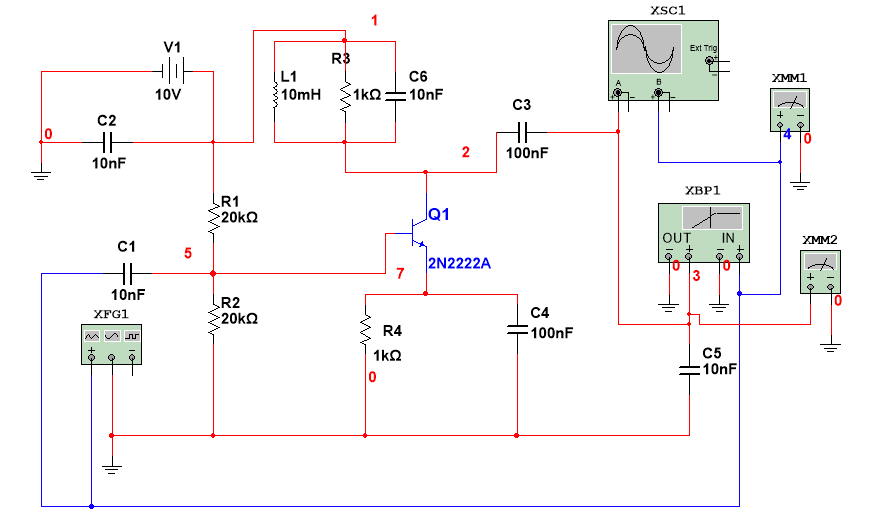 XSC1
1
V1
R3
Ext Trig
+
−
L1
10mH
1kΩ
C6
10nF
A
B
+ − + −
XMM1
10V
C2
C3
+ −
0
10nF
2
100nF
4
0
XBP1
R1
20kΩ
Q1
OUT
IN
XMM2
C1
5
7
2N2222A
− + − +
0
3
0
+ −
10nF
R2
20kΩ
0
XFG1
R4
1kΩ
C4
100nF
+ −
C5
10nF
0